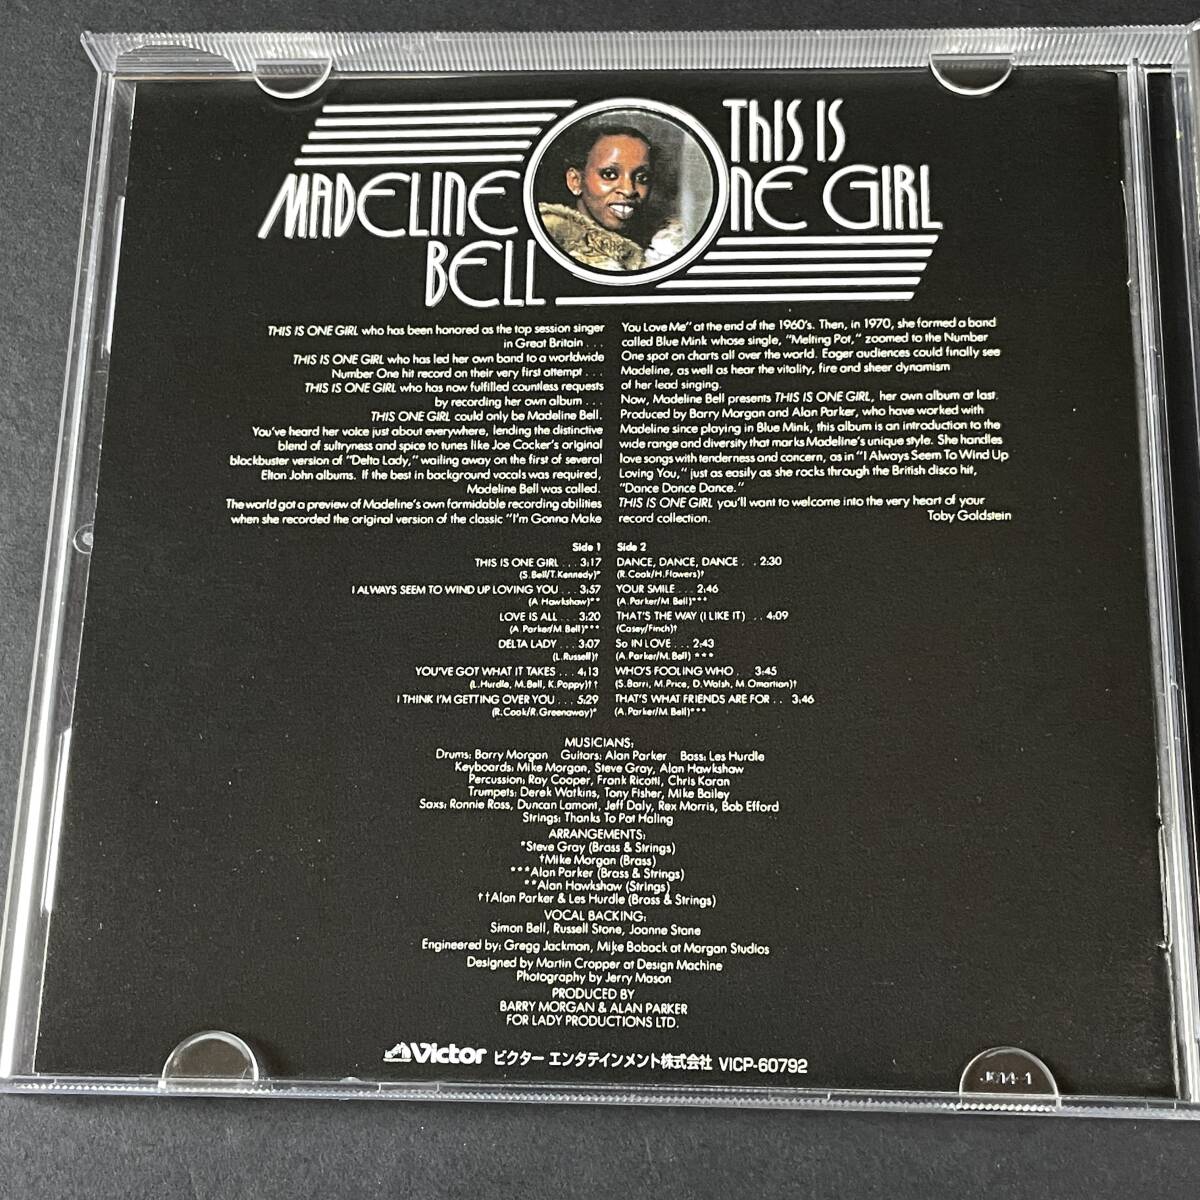 MADELINE
BELL
THIS IS
ONE GIRL
THIS IS ONE GIRL who has been honored as the top session singer
in Great Britain . . .
THIS IS ONE GIRL who has led her own band to a worldwide
Number One hit record on their very first attempt . . .
THIS IS ONE GIRL who has now fulfilled countless requests
by recording her own album . . .
THIS ONE GIRL could only be Madeline Bell.
You've heard her voice just about everywhere, lending the distinctive
blend of sultryness and spice to tunes like Joe Cocker's original
blockbuster version of "Delta Lady," wailing away on the first of several
Elton John albums. If the best in background vocals was required,
Madeline Bell was called.
The world got a preview of Madeline's own formidable recording abilities
when she recorded the original version of the classic "I'm Gonna Make
You Love Me" at the end of the 1960's. Then, in 1970, she formed a band
called Blue Mink whose single, "Melting Pot," zoomed to the Number
One spot on charts all over the world. Eager audiences could finally see
Madeline, as well as hear the vitality, fire and sheer dynamism
of her lead singing.
Now, Madeline Bell presents THIS IS ONE GIRL, her own album at last.
Produced by Barry Morgan and Alan Parker, who have worked with
Madeline since playing in Blue Mink, this album is an introduction to the
wide range and diversity that marks Madeline's unique style. She handles
love songs with tenderness and concern, as in "I Always Seem To Wind Up
Loving You," just as easily as she rocks through the British disco hit,
"Dance Dance Dance."
THIS IS ONE GIRL you'll want to welcome into the very heart of your
record collection.
Toby Goldstein
Side 1
THIS IS ONE GIRL . . . 3:17
(S. Bell/T. Kennedy)*
I ALWAYS SEEM TO WIND UP LOVING YOU . . . 3:57
(A. Hawkshaw)**
LOVE IS ALL . . . 3:20
(A. Parker/M. Bell)***
DELTA LADY . . . 3:07
(L. Russell)†
YOU'VE GOT WHAT IT TAKES . . . 4:13
(L. Hurdle, M. Bell, K. Poppy)††
I THINK I'M GETTING OVER YOU . . . 5:29
(R. Cook/R. Greenaway)*
Side 2
DANCE, DANCE, DANCE . . 2:30
(R. Cook/H. Flowers)†
YOUR SMILE . . . 2:46
(A. Parker/M. Bell)***
THAT'S THE WAY (I LIKE IT) . . . 4:09
(Casey/Finch)†
So IN LOVE . . . 2:43
(A. Parker/M. Bell) ***
WHO'S FOOLING WHO . 3:45
(S. Barri, M. Price, D. Walsh, M. Omartian)†
THAT'S WHAT FRIENDS ARE FOR . . 3:46
(A. Parker/M. Bell)***
MUSICIANS:
Drums: Barry Morgan Guitars: Alan Parker Bass: Les Hurdle
Keyboards: Mike Morgan, Steve Gray, Alan Hawkshaw
Percussion: Ray Cooper, Frank Ricotti, Chris Karan
Trumpets: Derek Watkins, Tony Fisher, Mike Bailey
Saxs: Ronnie Ross, Duncan Lamont, Jeff Daly, Rex Morris, Bob Efford
Strings: Thanks To Pat Haling
ARRANGEMENTS:
*Steve Gray (Brass & Strings)
†Mike Morgan (Brass)
***Alan Parker (Brass & Strings)
**Alan Hawkshaw (Strings)
††Alan Parker & Les Hurdle (Brass & Strings)
VOCAL BACKING:
Simon Bell, Russell Stone, Joanne Stone
Engineered by: Gregg Jackman, Mike Boback at Morgan Studios
Designed by Martin Cropper at Design Machine
Photography by Jerry Mason
PRODUCED BY
BARRY MORGAN & ALAN PARKER
FOR LADY PRODUCTIONS LTD.
Victor ビクター エンタテインメント株式会社 VICP-60792
JC14-1